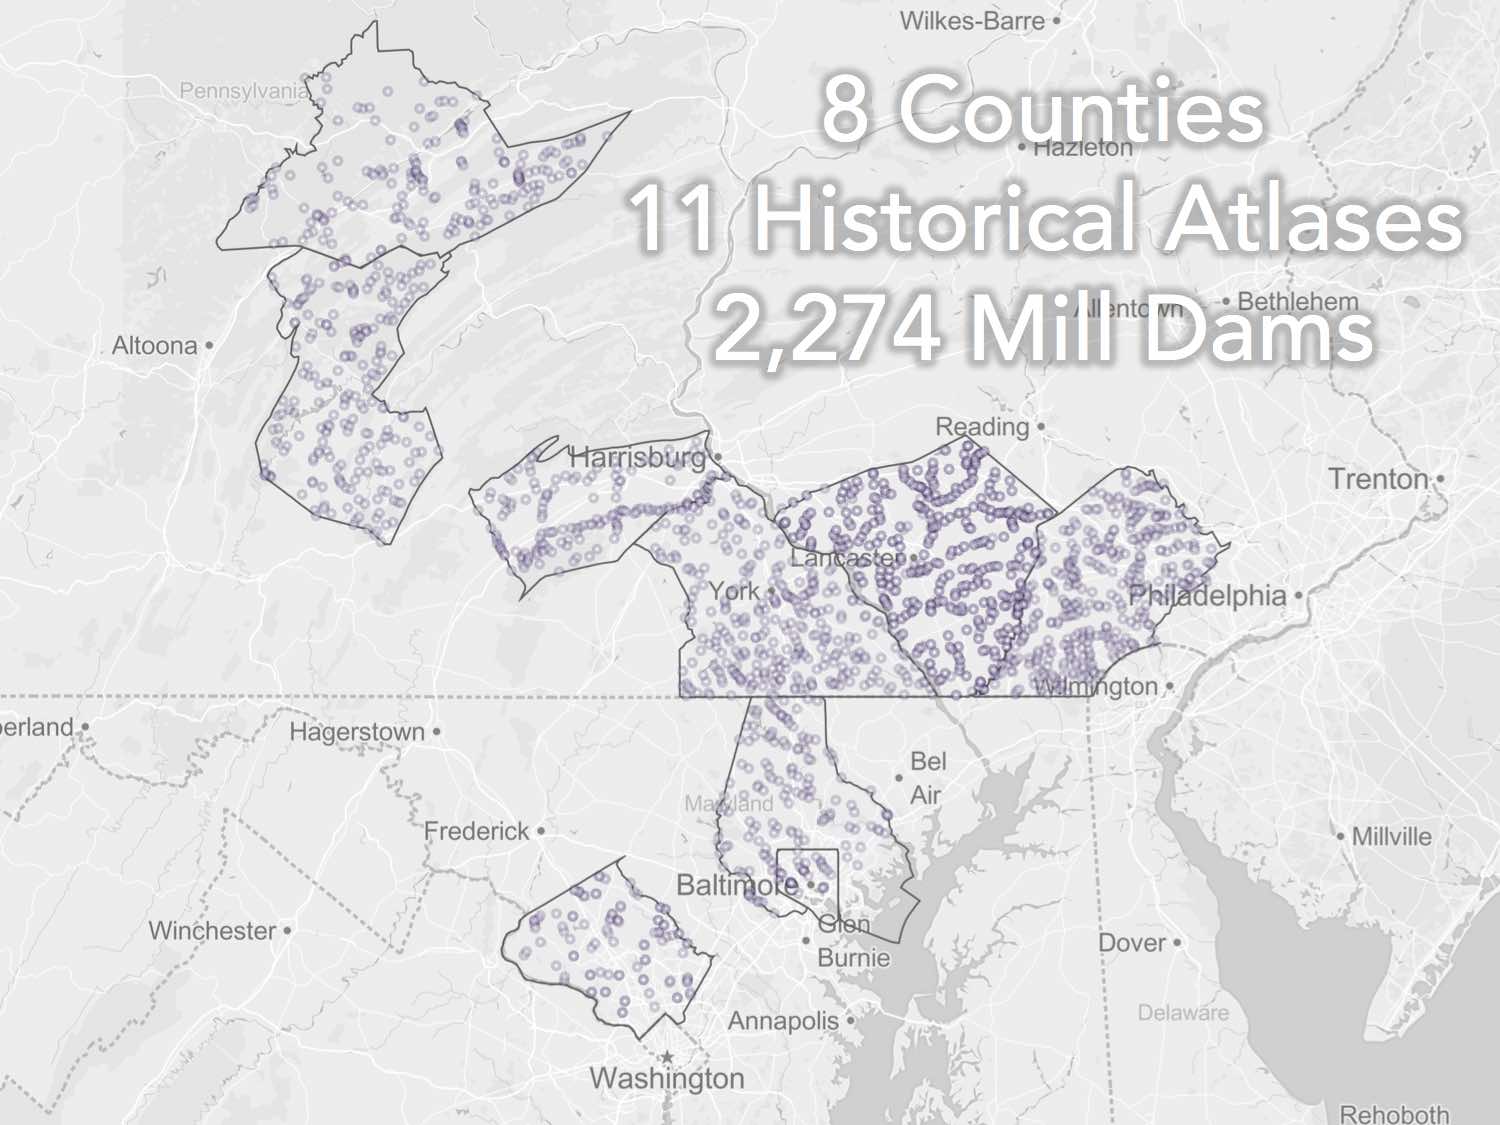 Wilkes-Barre
Pennsylvania
8 Counties
Hazleton
11 Historical Atlases
2,274 Mill Dams
Allentown
Bethlehem
Altoona
Reading
Harrisburg
Trenton
Lancaster
York
Philadelphia
Wilmington
berland
Hagerstown
Bel
Air
Maryland
Frederick
Millville
Baltimore
Glen
Burnie
Winchester
Dover
Annapolis
Delaware
Washington
Rehoboth